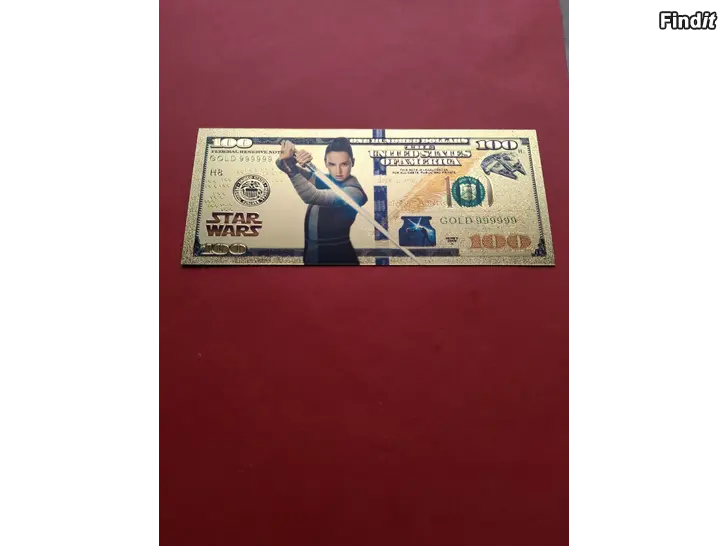 Findit
100
ONE HUNDRED DOLLARS
100
FEDERAL RESERVE NOTE
THE
UNITED STATES
OF AMERICA
GOLD 999999
H8
GOLD 999999
STAR
WARS
100
100